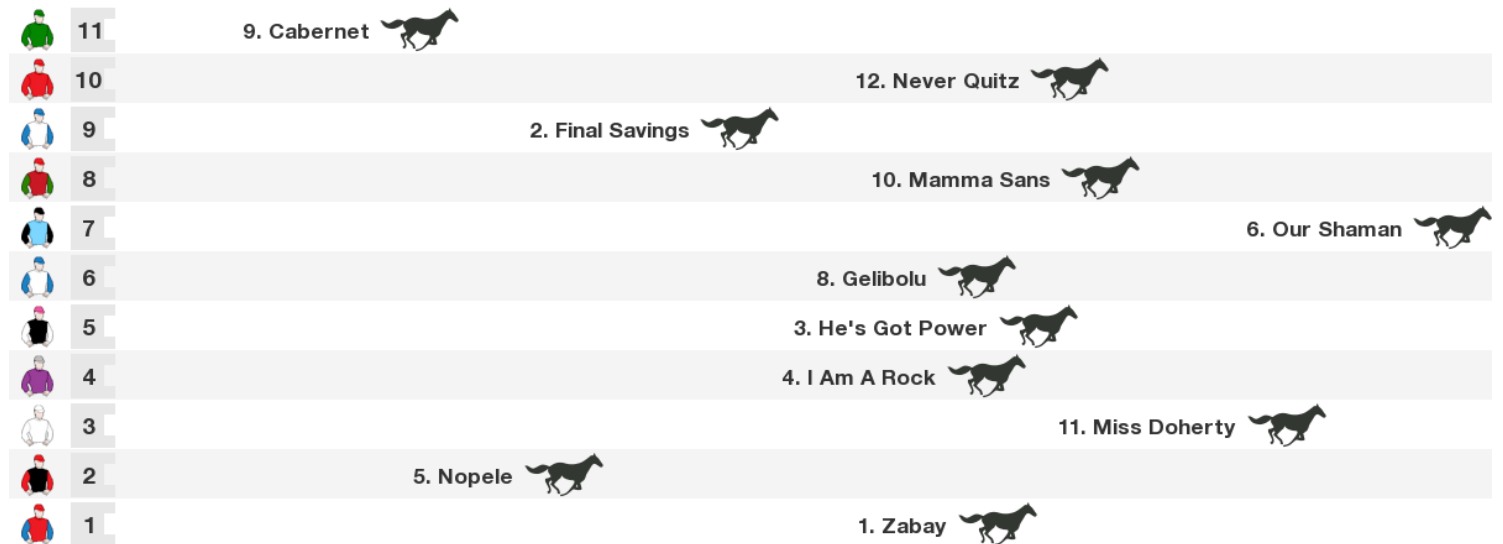 11 9. Cabernet
10 12. Never Quitz
9 2. Final Savings
8 10. Mamma Sans
7 6. Our Shaman
6 8. Gelibolu
5 3. He's Got Power
4 4. I Am A Rock
3 11. Miss Doherty
2 5. Nopele
1 1. Zabay